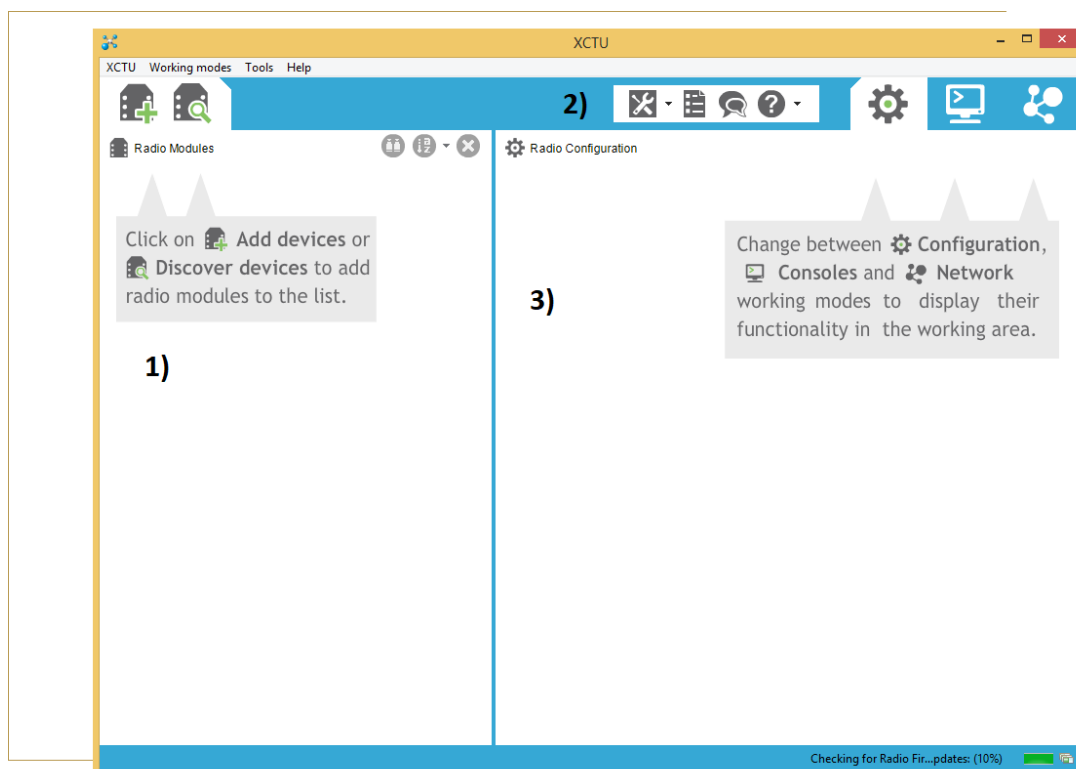 XCTU
XCTU Working modes Tools Help
2)
Radio Modules
Radio Configuration
Click on Add devices or
Discover devices to add
radio modules to the list.
Change between Configuration,
Consoles and Network
working modes to display their
functionality in the working area.
3)
1)
Checking for Radio Fir...pdates: (10%)